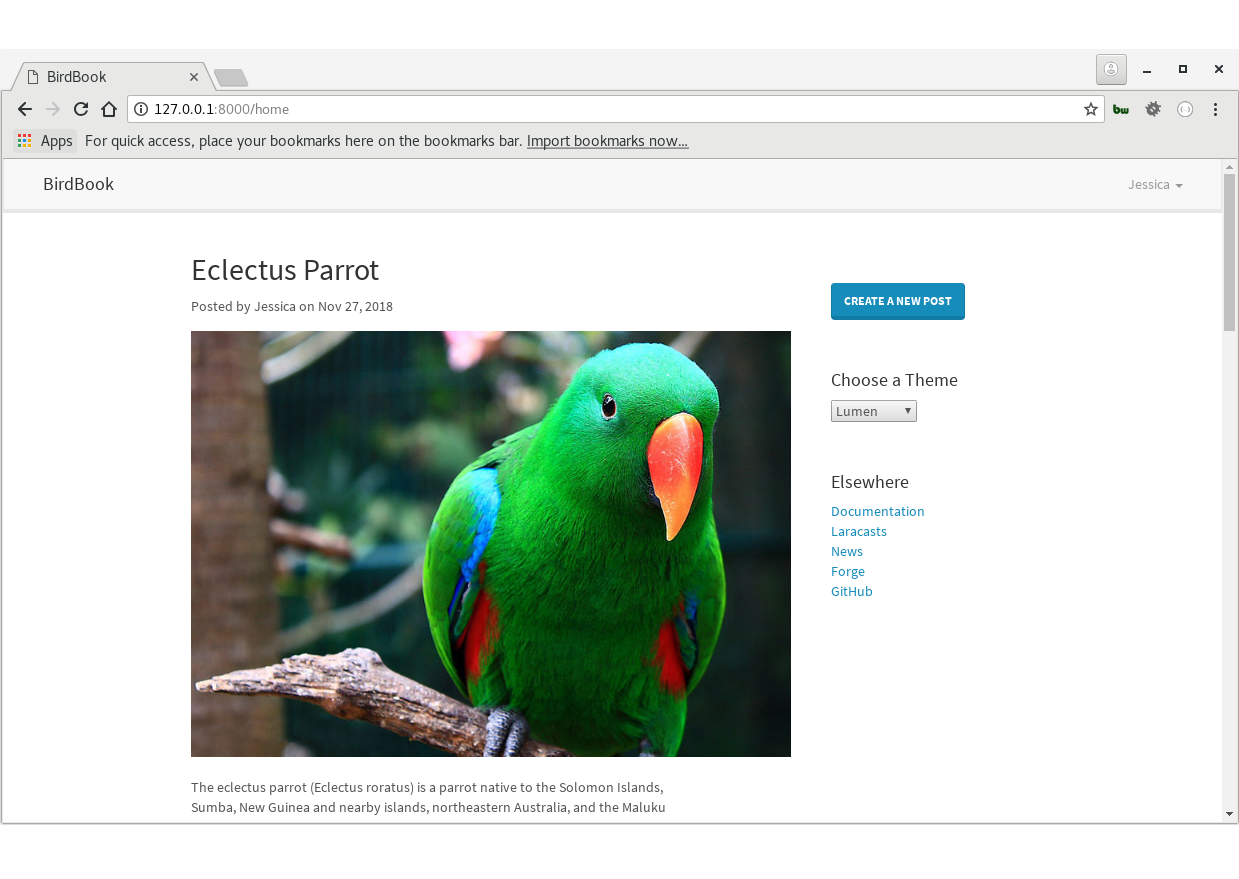 BirdBook
127.0.0.1:8000/home
bw
Apps For quick access, place your bookmarks here on the bookmarks bar. Import bookmarks now...
BirdBook
Jessica
Eclectus Parrot
Posted by Jessica on Nov 27, 2018
CREATE A NEW POST
Choose a Theme
Lumen
Elsewhere
Documentation
Laracasts
News
Forge
GitHub
The eclectus parrot (Eclectus roratus) is a parrot native to the Solomon Islands,
Sumba, New Guinea and nearby islands, northeastern Australia, and the Maluku